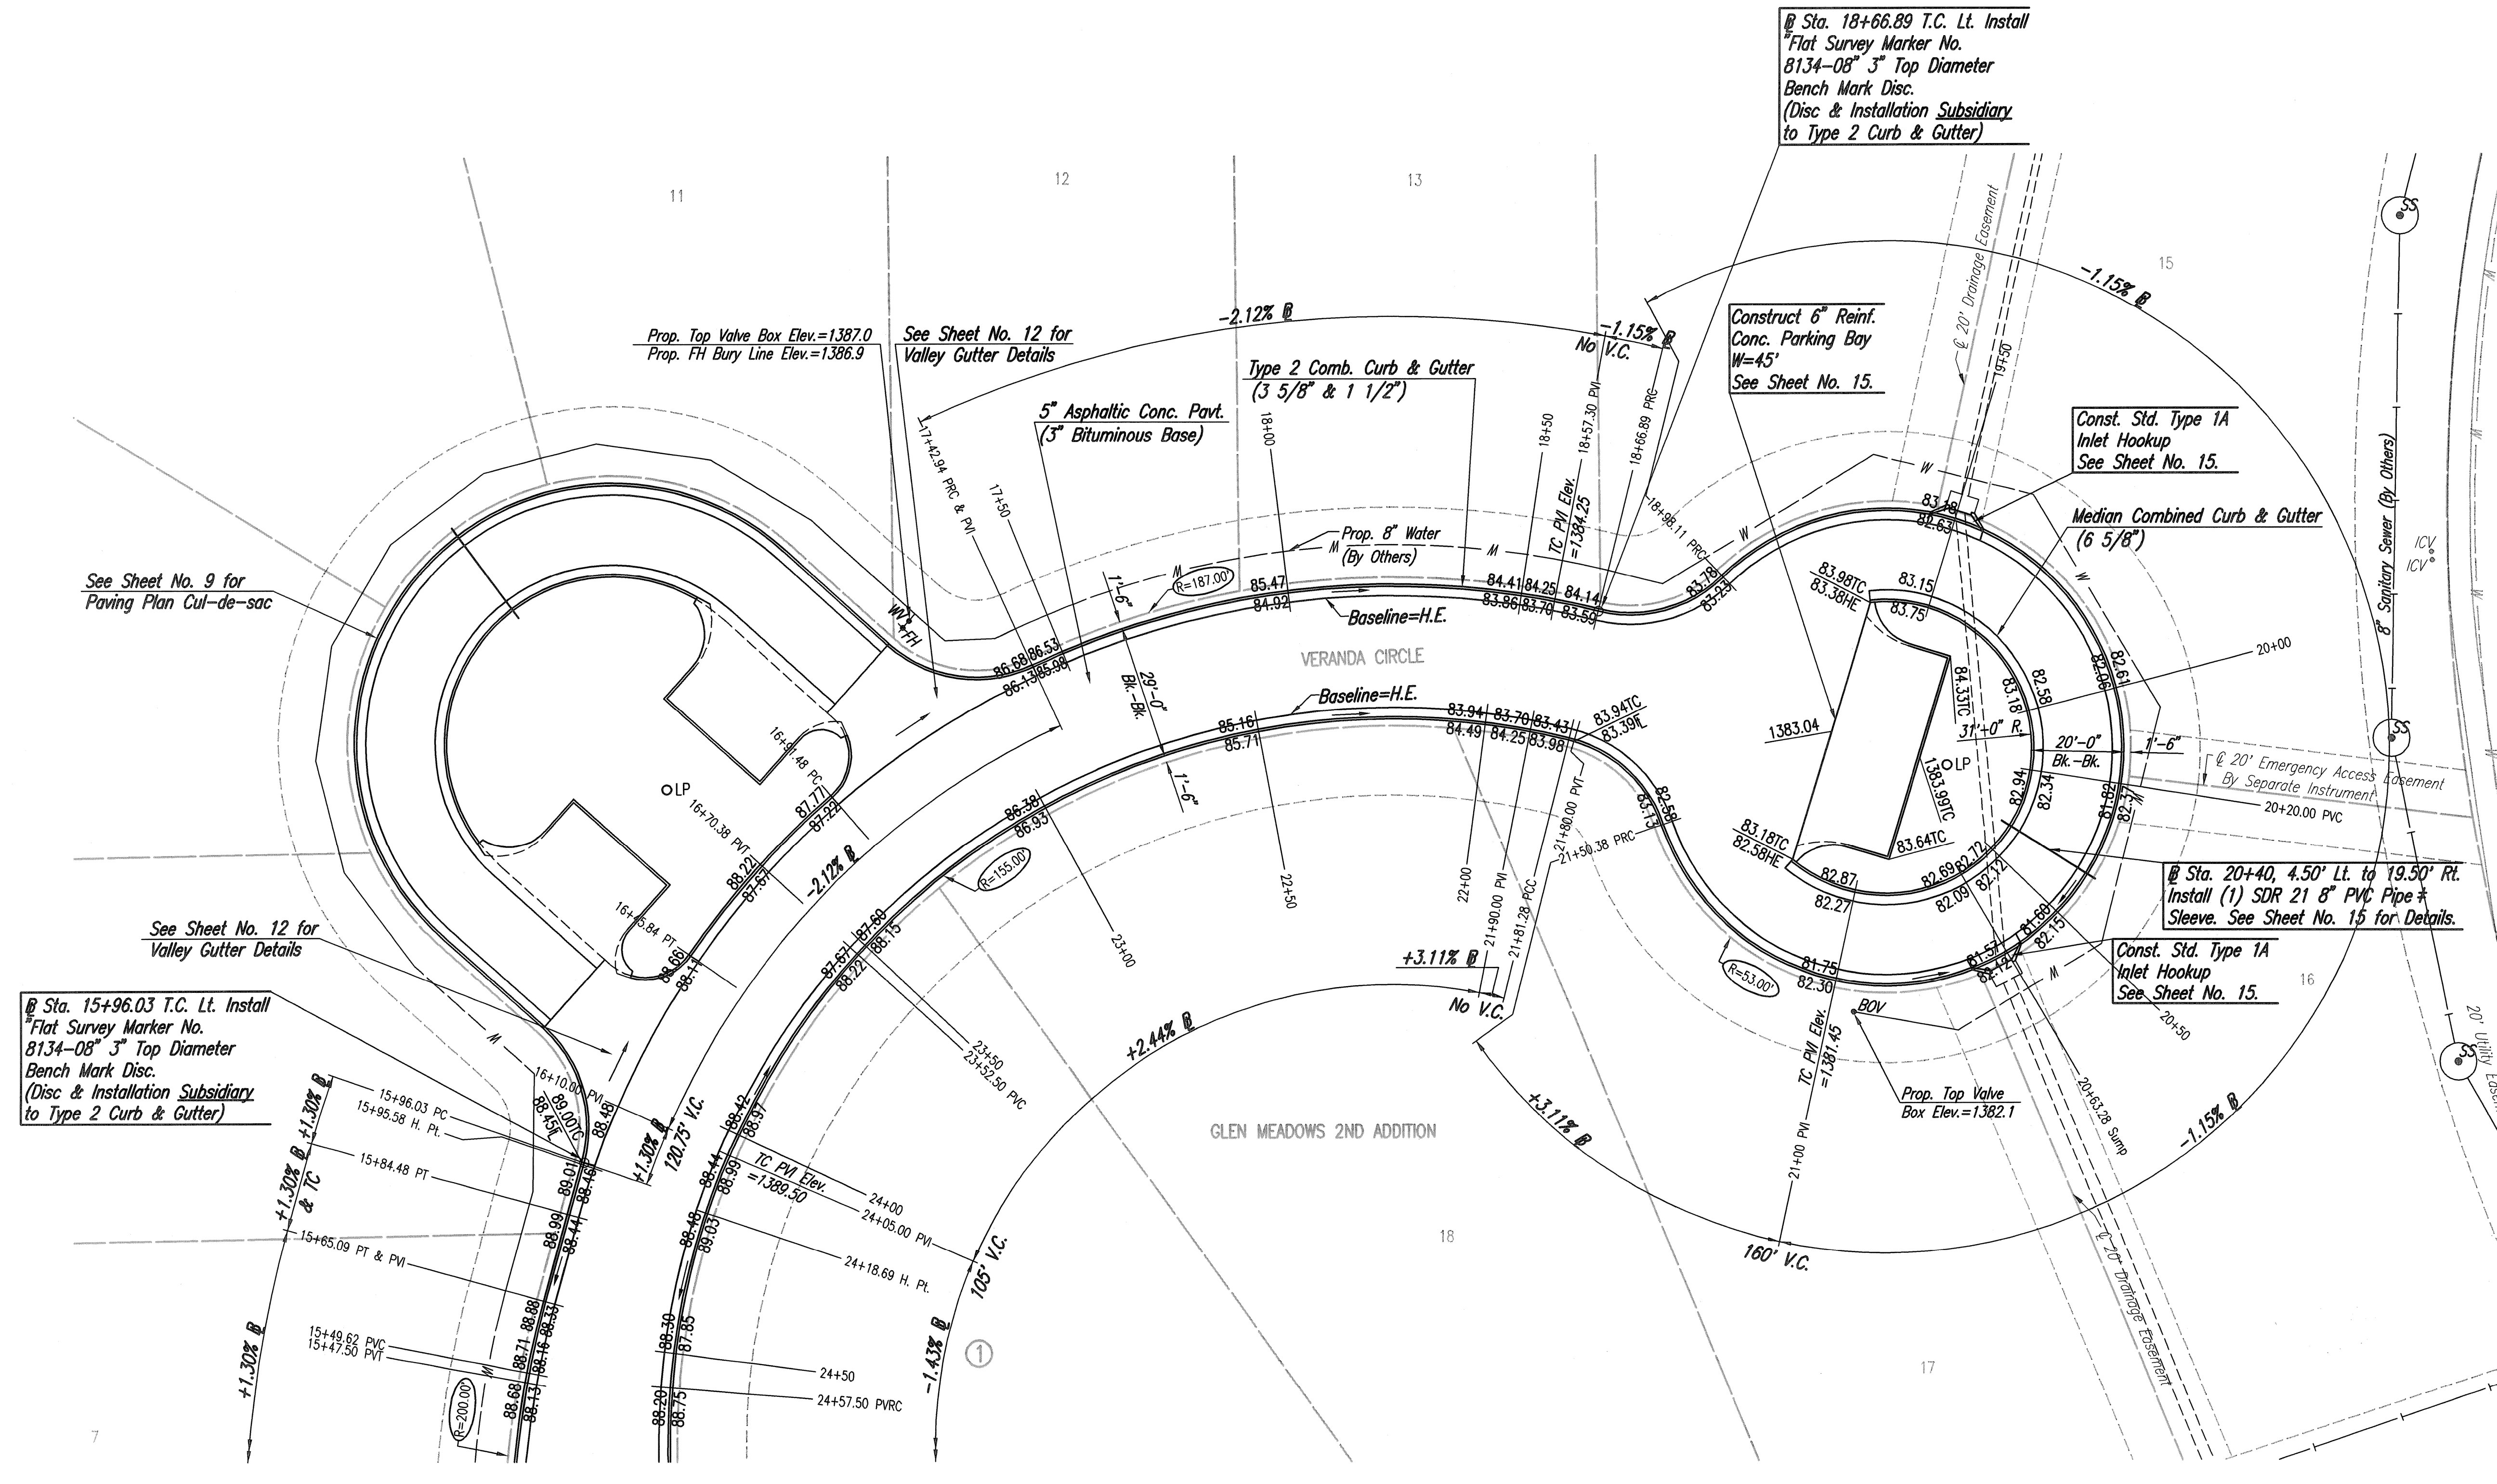 ℄ Sta. 18+66.89 T.C. Lt. Install
"Flat Survey Marker No.
8134-08" 3" Top Diameter
Bench Mark Disc.
(Disc & Installation Subsidiary
to Type 2 Curb & Gutter)
11
12
13
15
℄ 20' Drainage Easement
19+50
SS
-1.15% ℄
-2.12% ℄
-1.15% ℄
No V.C.
Prop. Top Valve Box Elev.=1387.0
Prop. FH Bury Line Elev.=1386.9
See Sheet No. 12 for
Valley Gutter Details
Type 2 Comb. Curb & Gutter
(3 5/8" & 1 1/2")
5" Asphaltic Conc. Pavt.
(3" Bituminous Base)
Construct 6" Reinf.
Conc. Parking Bay
W=45'
See Sheet No. 15.
Const. Std. Type 1A
Inlet Hookup
See Sheet No. 15.
Median Combined Curb & Gutter
(6 5/8")
8" Sanitary Sewer (By Others)
ICV
ICV
17+42.94 PRC & PVI
17+50
18+00
18+50
18+57.30 PVI
TC PVI Elev.
=1384.25
18+66.89 PRC
18+98.11 PRC
Prop. 8" Water
(By Others)
W
W
W
W
R=187.00'
1'-6"
See Sheet No. 9 for
Paving Plan Cul-de-sac
WV
FH
86.68
86.53
86.13
85.98
85.47
84.92
84.41
84.25
84.14
83.86
83.70
83.59
83.78
83.23
83.18
82.63
Baseline=H.E.
VERANDA CIRCLE
Baseline=H.E.
29'-0"
Bk.-Bk.
1'-6"
83.98TC
83.38HE
83.15
83.75
84.33TC
83.18
82.58
82.06
82.61
20+00
31'-0" R.
20'-0"
Bk.-Bk.
1'-6"
1383.04
1383.99TC
LP
82.94
82.34
81.82
82.37
℄ 20' Emergency Access Easement
By Separate Instrument
20+20.00 PVC
SS
83.18TC
82.58HE
83.64TC
82.87
82.27
82.69
82.72
82.09
82.12
81.60
82.15
81.57
82.12
81.75
82.30
℄ Sta. 20+40, 4.50' Lt. to 19.50' Rt.
Install (1) SDR 21 8" PVC Pipe
Sleeve. See Sheet No. 15 for Details.
Const. Std. Type 1A
Inlet Hookup
See Sheet No. 15.
16
20+50
20' Utility
SS
LP
16+91.48 PC
16+70.38 PVT
16+45.84 PT
87.77
87.22
88.22
87.67
88.66
88.11
-2.12% ℄
85.16
85.71
83.94
83.70
83.43
84.49
84.25
83.98
83.94TC
83.39℄
82.58
83.13
86.38
86.93
R=155.00'
22+50
23+00
22+00
21+90.00 PVI
21+81.28 PCC
21+80.00 PVT
21+50.38 PRC
87.60
87.67
88.15
88.22
+3.11% ℄
No V.C.
+2.44% ℄
23+50
23+52.50 PVC
R=53.00'
BOV
TC PVI Elev.
=1381.45
Prop. Top Valve
Box Elev.=1382.1
20+63.28 Sump
21+00 PVI
+3.11% ℄
-1.15% ℄
160' V.C.
℄ 20' Drainage Easement
See Sheet No. 12 for
Valley Gutter Details
℄ Sta. 15+96.03 T.C. Lt. Install
"Flat Survey Marker No.
8134-08" 3" Top Diameter
Bench Mark Disc.
(Disc & Installation Subsidiary
to Type 2 Curb & Gutter)
W
16+10.00 PVI
89.00TC
88.45℄
88.48
+1.30% ℄
120.75' V.C.
88.42
88.97
GLEN MEADOWS 2ND ADDITION
+1.30% ℄
+1.30% ℄
& TC
15+96.03 PC
15+95.58 H. Pt.
15+84.48 PT
15+65.09 PT & PVI
15+49.62 PVC
15+47.50 PVT
89.01
88.46
88.99
88.44
88.88
88.33
88.71
88.16
88.68
88.13
88.44
88.99
TC PVI Elev.
=1389.50
24+00
24+05.00 PVI
24+18.69 H. Pt.
88.48
89.03
105' V.C.
88.30
87.85
24+50
88.20
88.75
24+57.50 PVRC
-1.43% ℄
+1.30% ℄
R=200.00'
W
1
7
18
17